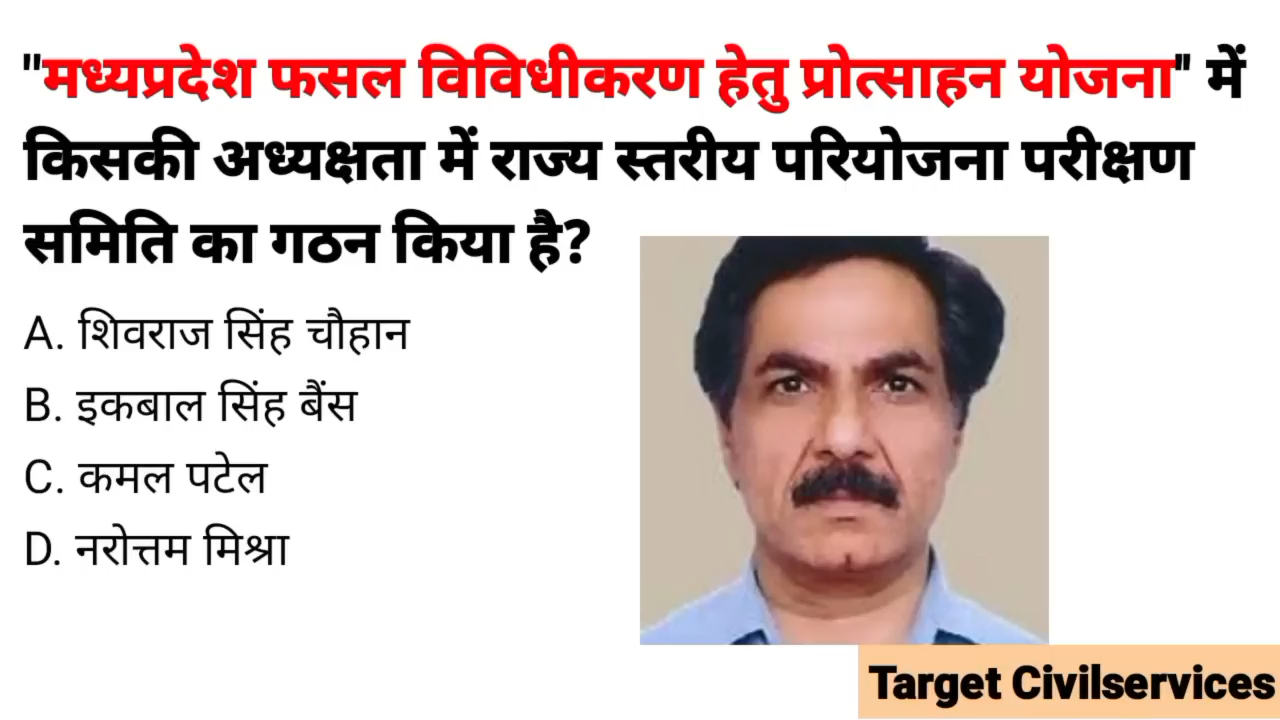 "मध्यप्रदेश फसल विविधीकरण हेतु प्रोत्साहन योजना" में
किसकी अध्यक्षता में राज्य स्तरीय परियोजना परीक्षण
समिति का गठन किया है?
A. शिवराज सिंह चौहान
B. इकबाल सिंह बैंस
C. कमल पटेल
D. नरोत्तम मिश्रा
Target Civilservices